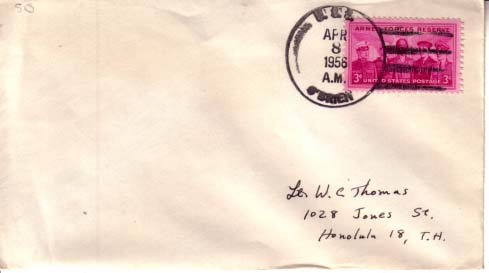 50
U.S.S.
APR
8
1956
A.M.
O'BRIEN
ARMED FORCES RESERVE
3¢ UNITED STATES POSTAGE 3¢
W. C Thomas
1028 Jones St.
Honolulu 18, T.H.